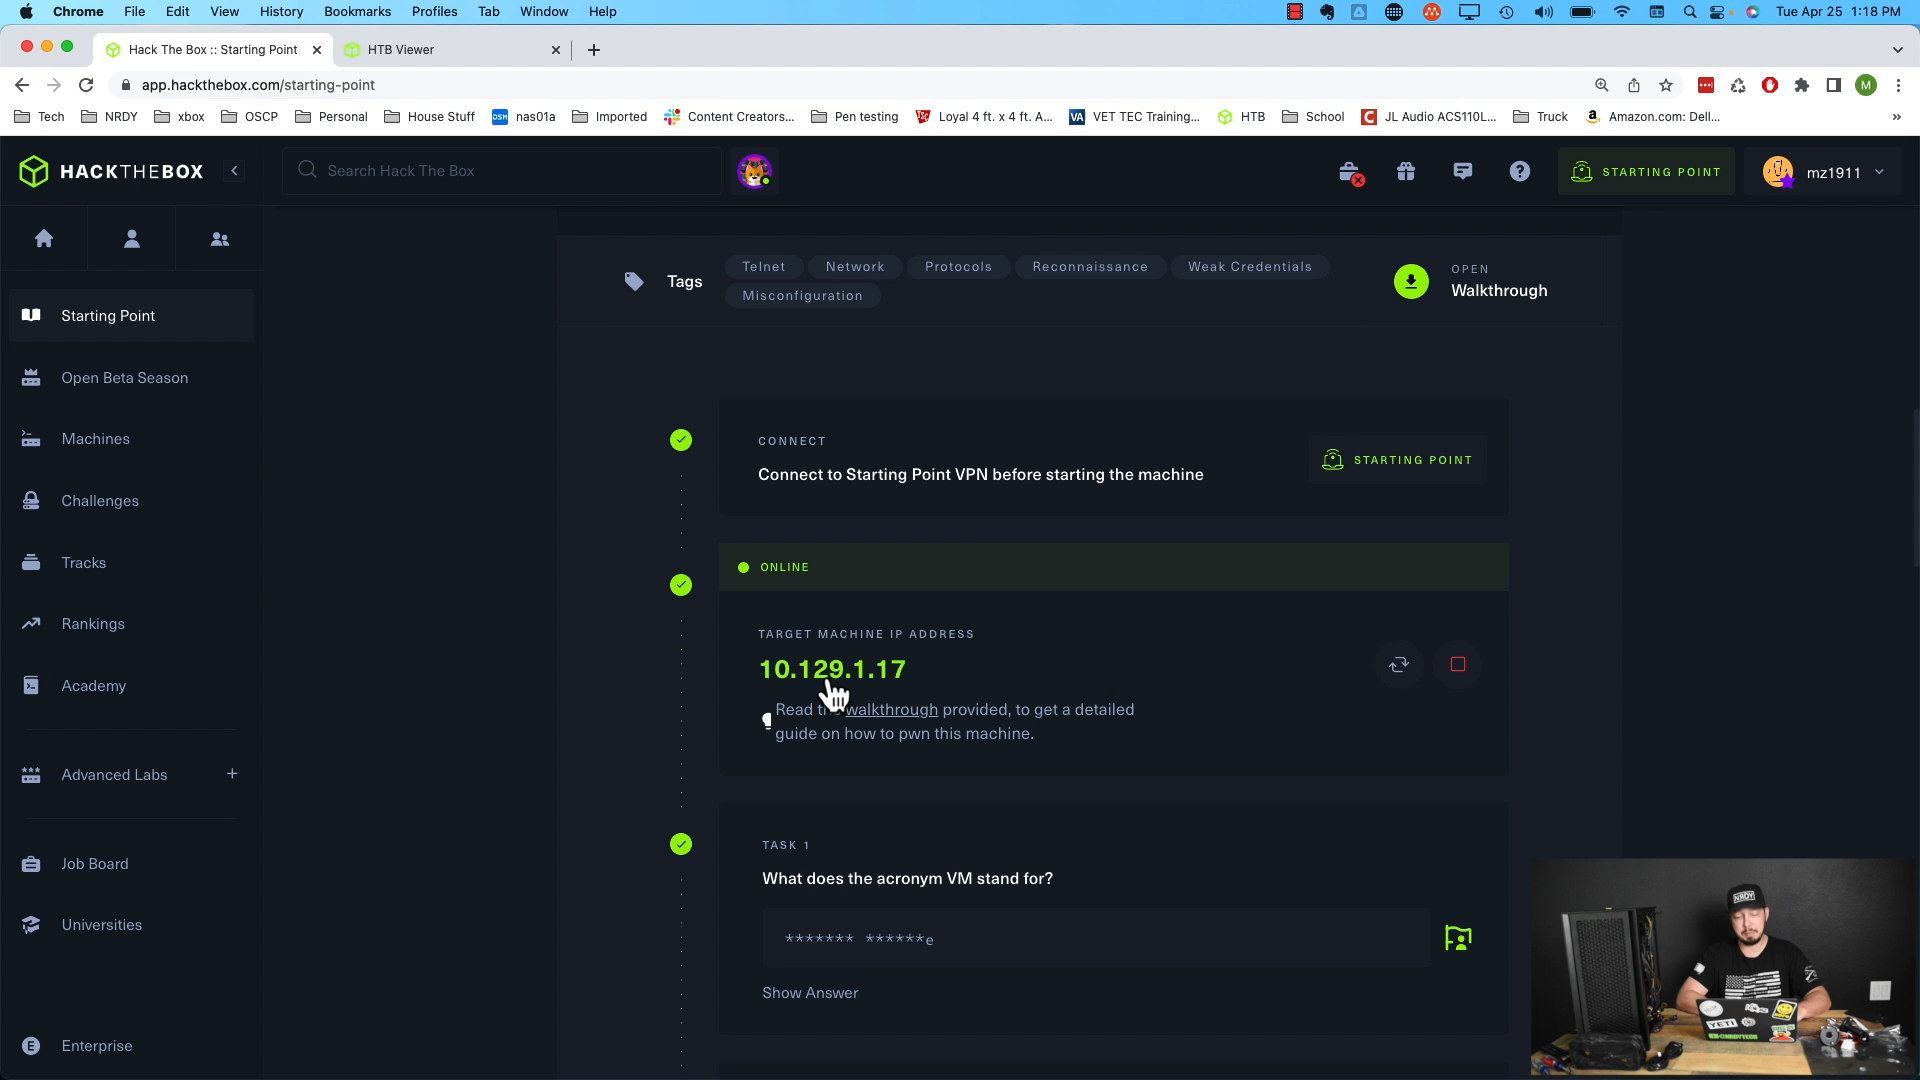 Chrome File Edit View History Bookmarks Profiles Tab Window Help Tue Apr 25 1:18 PM
Hack The Box :: Starting Point HTB Viewer
app.hackthebox.com/starting-point M
Tech NRDY xbox OSCP Personal House Stuff DSM nas01a Imported Content Creators... Pen testing TSC Loyal 4 ft. x 4 ft. A... VA VET TEC Training... HTB School C JL Audio ACS110L... Truck a Amazon.com: Dell... »
HACKTHEBOX Search Hack The Box STARTING POINT mz1911
Tags
Telnet Network Protocols Reconnaissance Weak Credentials
Misconfiguration
OPEN
Walkthrough
Starting Point
Open Beta Season
Machines
Challenges
Tracks
Rankings
Academy
Advanced Labs +
Job Board
Universities
E Enterprise
CONNECT
Connect to Starting Point VPN before starting the machine
STARTING POINT
ONLINE
TARGET MACHINE IP ADDRESS
10.129.1.17
Read walkthrough provided, to get a detailed
guide on how to pwn this machine.
TASK 1
What does the acronym VM stand for?
******* ******e
Show Answer
NRDY
YETI